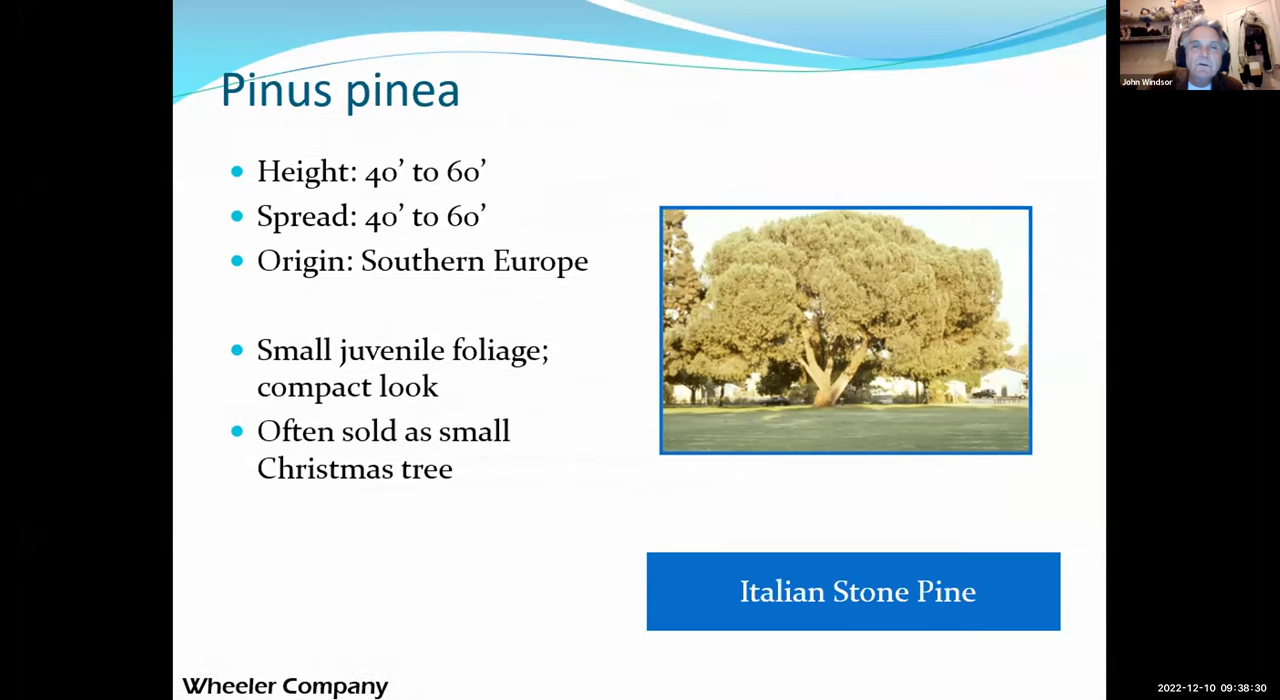 Pinus pinea
Height: 40’ to 60’
Spread: 40’ to 60’
Origin: Southern Europe
Small juvenile foliage;
compact look
Often sold as small
Christmas tree
Italian Stone Pine
Wheeler Company
John Windsor
2022-12-10 09:38:30